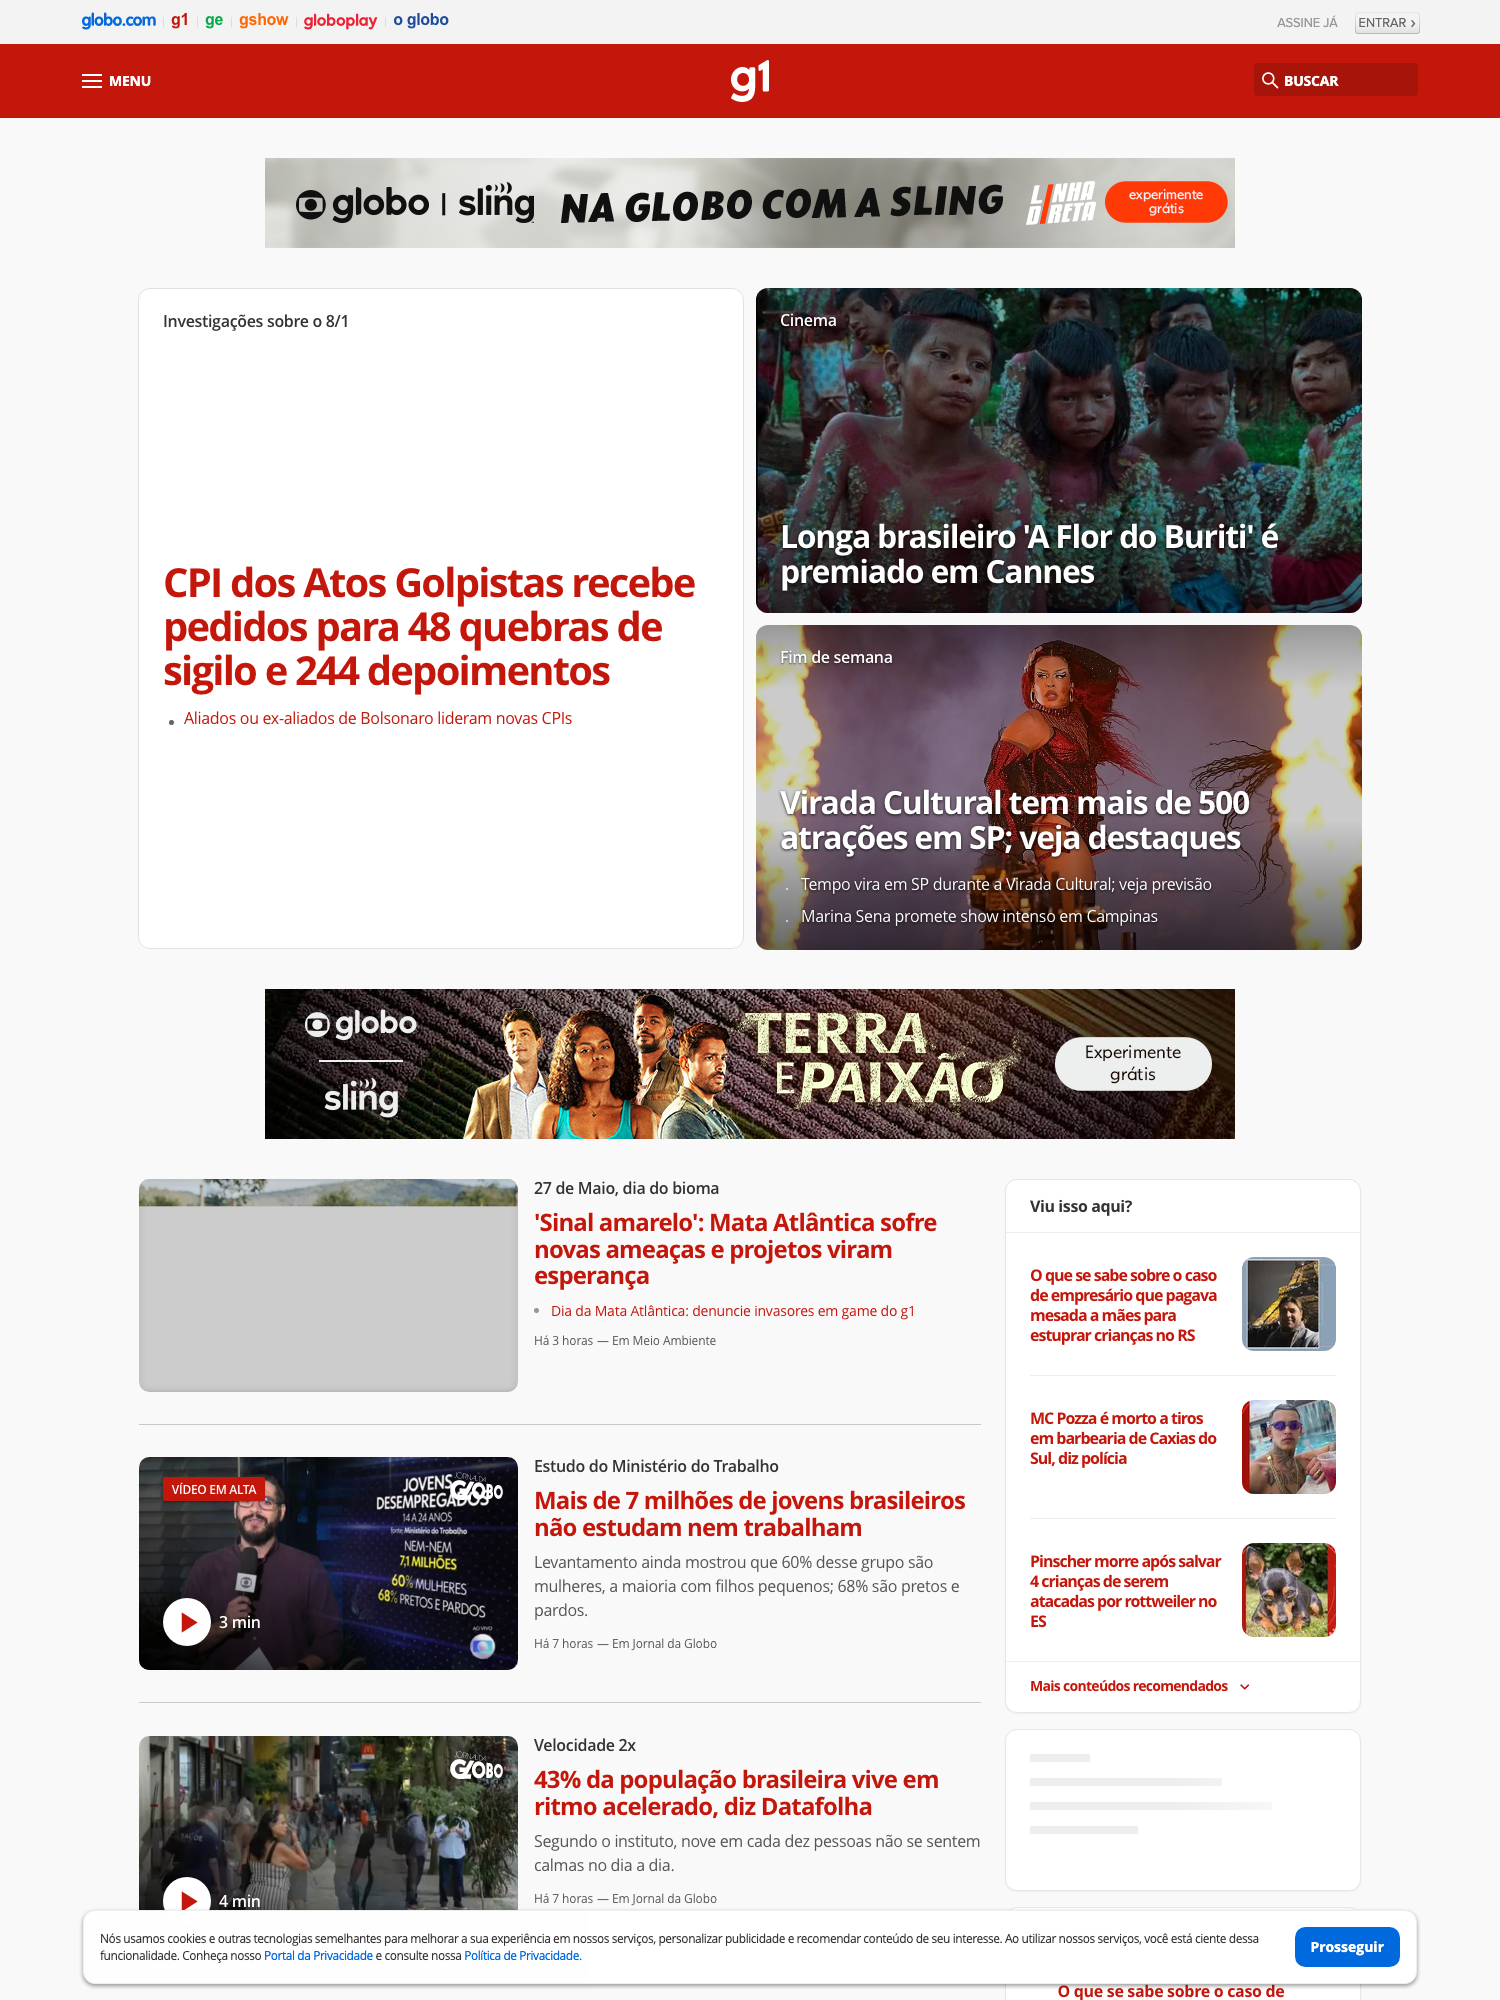 globo.com g1 ge gshow globoplay o globo
ASSINE JÁ ENTRAR ›
MENU
g1
BUSCAR
globo | sling NA GLOBO COM A SLING LINHA DIRETA experimente
grátis
Investigações sobre o 8/1
CPI dos Atos Golpistas recebe
pedidos para 48 quebras de
sigilo e 244 depoimentos
Aliados ou ex-aliados de Bolsonaro lideram novas CPIs
Cinema
Longa brasileiro 'A Flor do Buriti' é
premiado em Cannes
Fim de semana
Virada Cultural tem mais de 500
atrações em SP; veja destaques
Tempo vira em SP durante a Virada Cultural; veja previsão
Marina Sena promete show intenso em Campinas
globo
sling
TERRA
E PAIXÃO
Experimente
grátis
27 de Maio, dia do bioma
'Sinal amarelo': Mata Atlântica sofre
novas ameaças e projetos viram
esperança
Dia da Mata Atlântica: denuncie invasores em game do g1
Há 3 horas — Em Meio Ambiente
VÍDEO EM ALTA
JOVENS
DESEMPREGADOS
14 A 24 ANOS
fonte: Ministério do Trabalho
NEM-NEM
7,1 MILHÕES
60% MULHERES
68% PRETOS E PARDOS
JORNAL DA
GLOBO
AO VIVO
3 min
Estudo do Ministério do Trabalho
Mais de 7 milhões de jovens brasileiros
não estudam nem trabalham
Levantamento ainda mostrou que 60% desse grupo são
mulheres, a maioria com filhos pequenos; 68% são pretos e
pardos.
Há 7 horas — Em Jornal da Globo
JORNAL DA
GLOBO
4 min
Velocidade 2x
43% da população brasileira vive em
ritmo acelerado, diz Datafolha
Segundo o instituto, nove em cada dez pessoas não se sentem
calmas no dia a dia.
Há 7 horas — Em Jornal da Globo
Viu isso aqui?
O que se sabe sobre o caso
de empresário que pagava
mesada a mães para
estuprar crianças no RS
MC Pozza é morto a tiros
em barbearia de Caxias do
Sul, diz polícia
Pinscher morre após salvar
4 crianças de serem
atacadas por rottweiler no
ES
Mais conteúdos recomendados
Nós usamos cookies e outras tecnologias semelhantes para melhorar a sua experiência em nossos serviços, personalizar publicidade e recomendar conteúdo de seu interesse. Ao utilizar nossos serviços, você está ciente dessa
funcionalidade. Conheça nosso Portal da Privacidade e consulte nossa Política de Privacidade.
Prosseguir
O que se sabe sobre o caso de